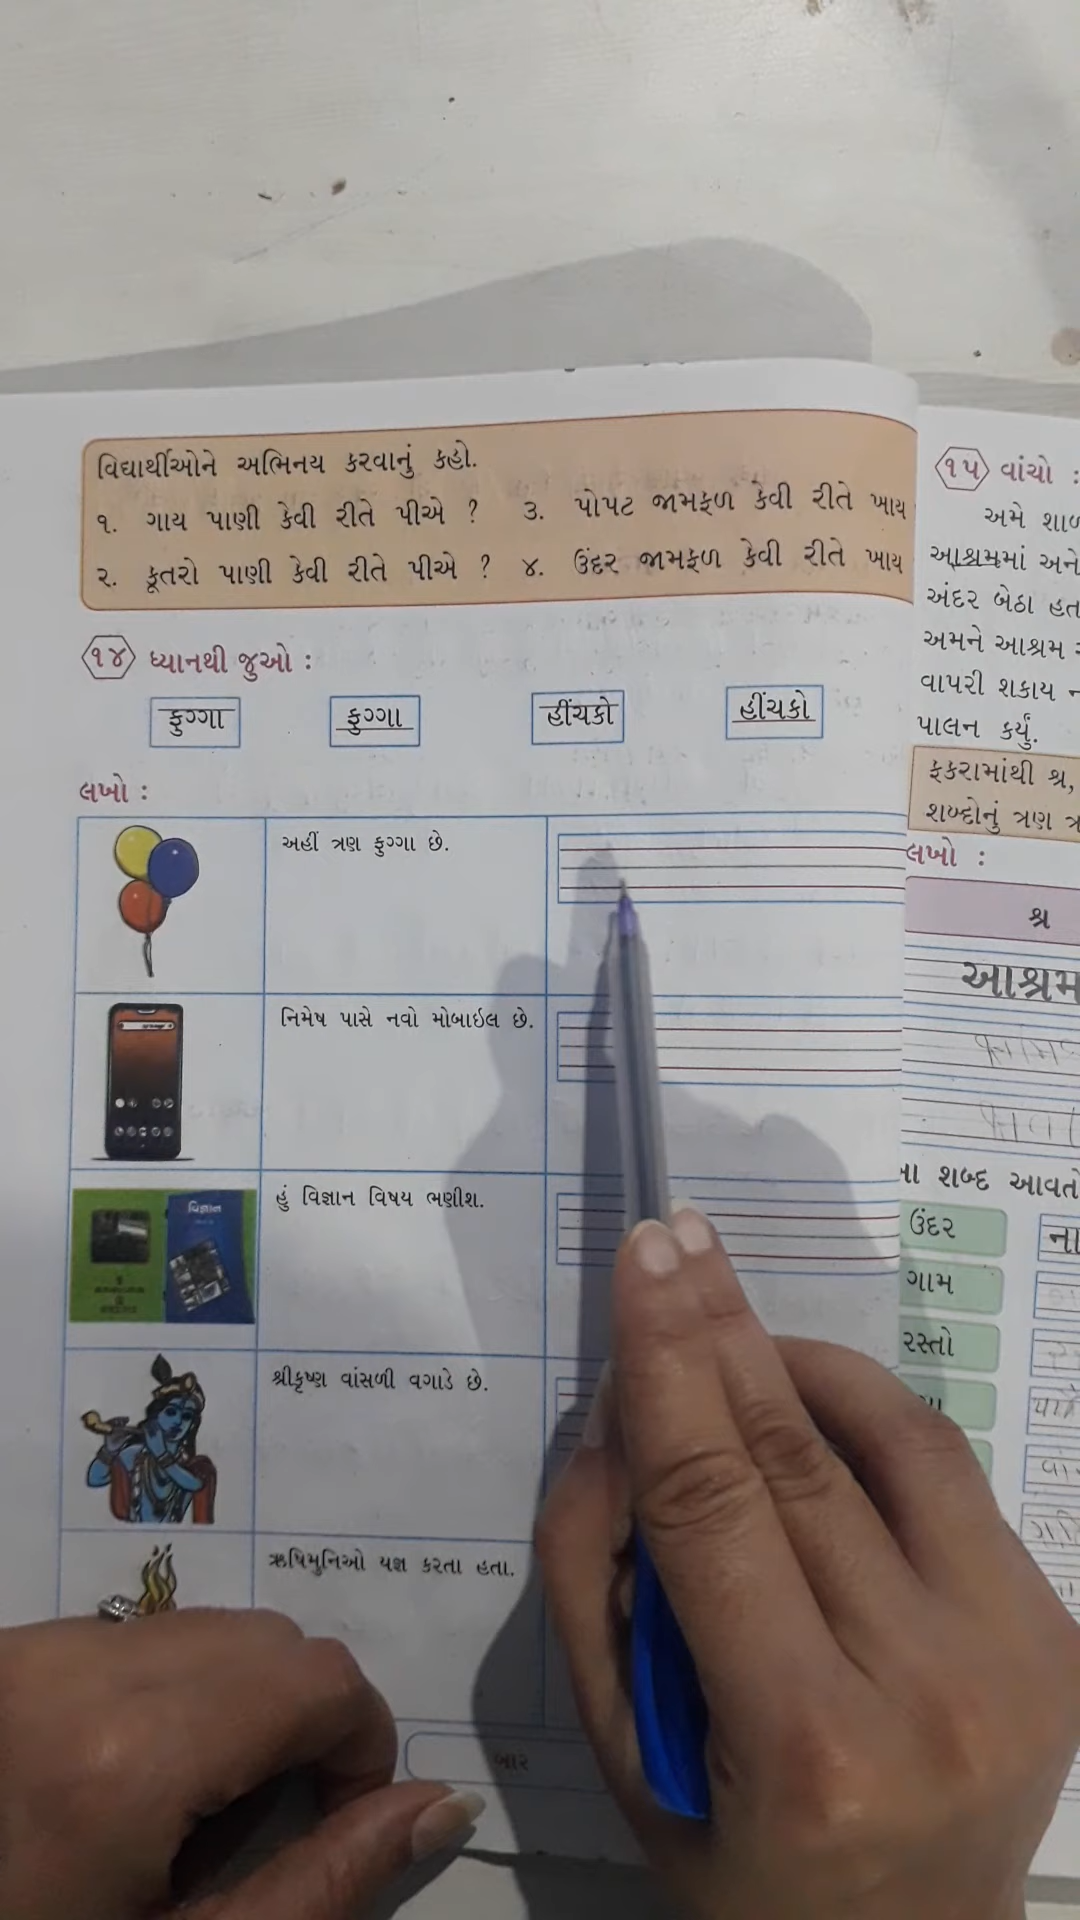 વિદ્યાર્થીઓને અભિનય કરવાનું કહો.
૧. ગાય પાણી કેવી રીતે પીએ ? ૩. પોપટ જામફળ કેવી રીતે ખાય
૨. કૂતરો પાણી કેવી રીતે પીએ ? ૪. ઉંદર જામફળ કેવી રીતે ખાય
૧૪ ધ્યાનથી જુઓ :
ફુગ્ગા ફુગ્ગા હીંચકો હીંચકો
લખો :
અહીં ત્રણ ફુગ્ગા છે.
નિમેષ પાસે નવો મોબાઇલ છે.
વિજ્ઞાન
હું વિજ્ઞાન વિષય ભણીશ.
શ્રીકૃષ્ણ વાંસળી વગાડે છે.
ઋષિમુનિઓ યજ્ઞ કરતા હતા.
બાર
૧૫ વાંચો :
અમે
આશ્રમમાં અને
અંદર બેઠા
અમને આશ્રમ
વાપરી શકાય
પાલન કર્યું.
ફકરામાંથી શ્ર,
શબ્દોનું ત્રણ
લખો :
શ્ર
આશ્રમ
શબ્દ
ઉંદર
ગામ
રસ્તો